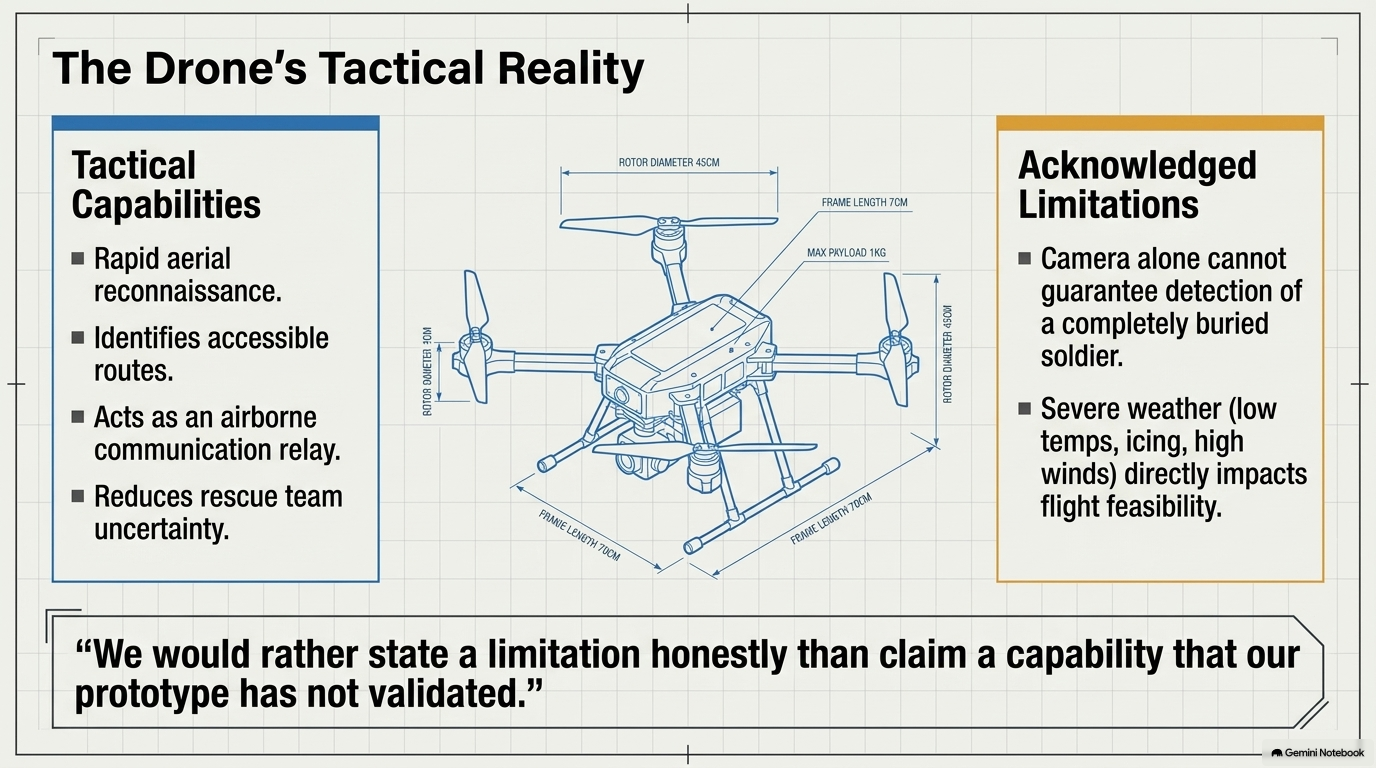 The Drone's Tactical Reality
Tactical
Capabilities
Rapid aerial
reconnaissance.
Identifies accessible
routes.
Acts as an airborne
communication relay.
Reduces rescue team
uncertainty.
ROTOR DIAMETER 45CM
FRAME LENGTH 7CM
MAX PAYLOAD 1KG
ROTOR DIAMETER 45CM
FRAME LENGTH 70CM
FRAME LENGTH 70CM
Acknowledged
Limitations
Camera alone cannot
guarantee detection of
a completely buried
soldier.
Severe weather (low
temps, icing, high
winds) directly impacts
flight feasibility.
“We would rather state a limitation honestly than claim a capability that our
prototype has not validated.”
Gemini Notebook